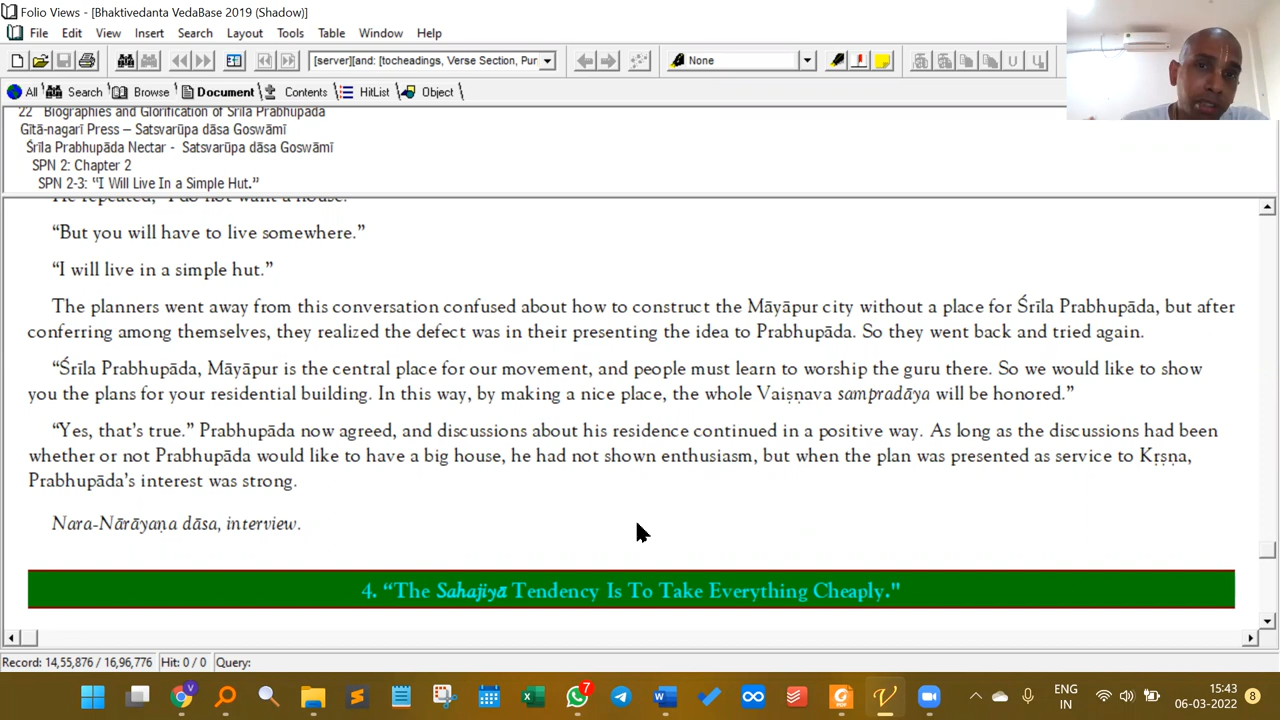 Folio Views - [Bhaktivedanta VedaBase 2019 (Shadow)]
File Edit View Insert Search Layout Tools Table Window Help
[server][and: [tocheadings, Verse Section, Pur None
All Search Browse Document Contents HitList Object
22 Biographies and Glorification of Śrīla Prabhupāda
Gītā-nagarī Press – Satsvarūpa dāsa Goswāmī
Śrīla Prabhupāda Nectar - Satsvarūpa dāsa Goswāmī
SPN 2: Chapter 2
SPN 2-3: “I Will Live In a Simple Hut.”
He repeated, “I do not want a house.”
“But you will have to live somewhere.”
“I will live in a simple hut.”
The planners went away from this conversation confused about how to construct the Māyāpur city without a place for Śrīla Prabhupāda, but after
conferring among themselves, they realized the defect was in their presenting the idea to Prabhupāda. So they went back and tried again.
“Śrīla Prabhupāda, Māyāpur is the central place for our movement, and people must learn to worship the guru there. So we would like to show
you the plans for your residential building. In this way, by making a nice place, the whole Vaiṣṇava sampradāya will be honored.”
“Yes, that’s true.” Prabhupāda now agreed, and discussions about his residence continued in a positive way. As long as the discussions had been
whether or not Prabhupāda would like to have a big house, he had not shown enthusiasm, but when the plan was presented as service to Kṛṣṇa,
Prabhupāda’s interest was strong.
Nara-Nārāyaṇa dāsa, interview.
4. “The Sahajiyā Tendency Is To Take Everything Cheaply."
Record: 14,55,876 / 16,96,776 Hit: 0 / 0 Query:
7
ENG
IN
15:43
06-03-2022
8